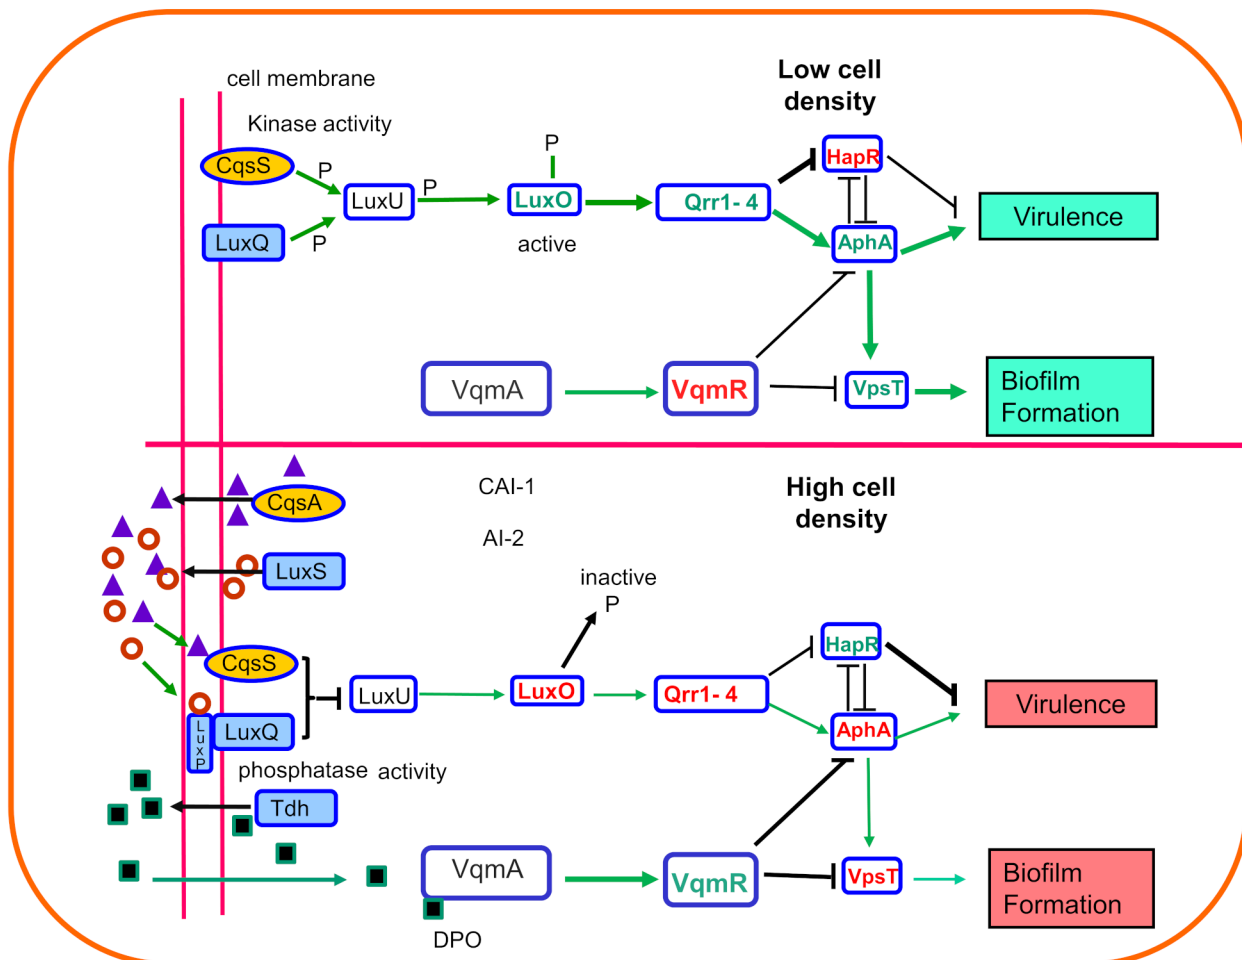 cell membrane
Low cell
density
Kinase activity
CqsS
P
P
P
P
LuxU
LuxO
active
LuxQ
Qrr1- 4
HapR
AphA
Virulence
VqmA
VqmR
VpsT
Biofilm
Formation
CqsA
CAI-1
High cell
density
AI-2
LuxS
inactive
P
CqsS
LuxU
LuxO
Qrr1- 4
HapR
AphA
Virulence
LuxP
LuxQ
phosphatase activity
Tdh
VqmA
VqmR
VpsT
Biofilm
Formation
DPO